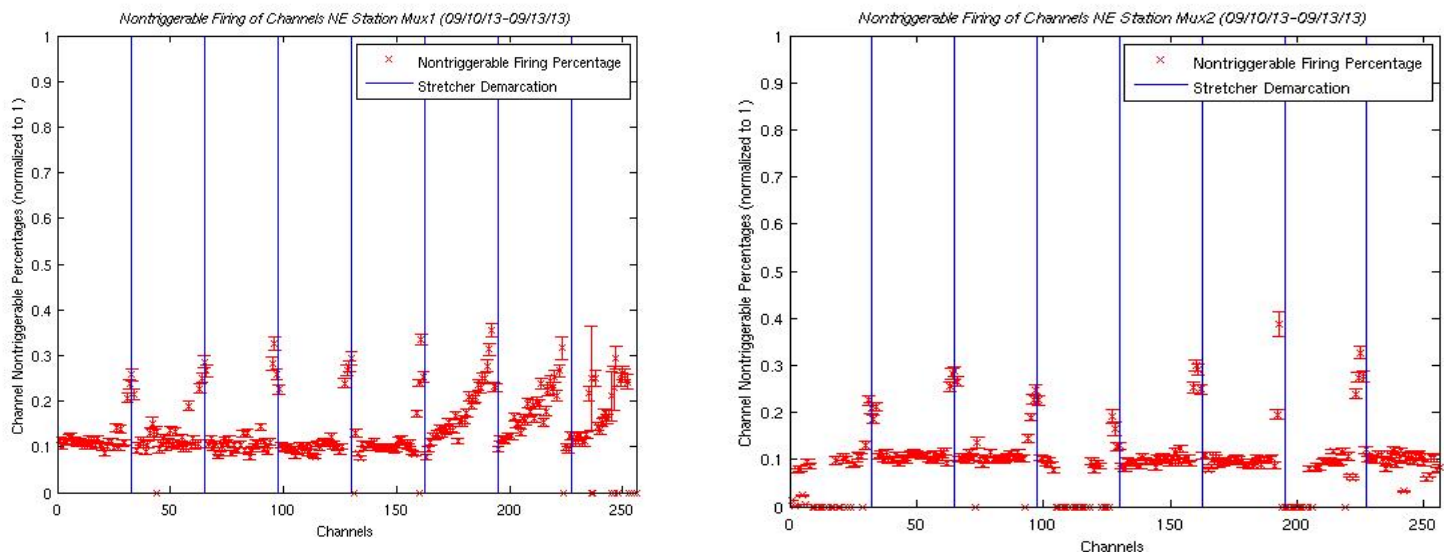 Nontriggerable Firing of Channels NE Station Mux1 (09/10/13-09/13/13)
Channel Nontriggerable Percentages (normalized to 1)
1
0.9
0.8
0.7
0.6
0.5
0.4
0.3
0.2
0.1
0
Nontriggerable Firing Percentage
Stretcher Demarcation
0 50 100 150 200 250
Channels
Nontriggerable Firing of Channels NE Station Mux2 (09/10/13-09/13/13)
Channel Nontriggerable Percentages (normalized to 1)
1
0.9
0.8
0.7
0.6
0.5
0.4
0.3
0.2
0.1
0
Nontriggerable Firing Percentage
Stretcher Demarcation
0 50 100 150 200 250
Channels